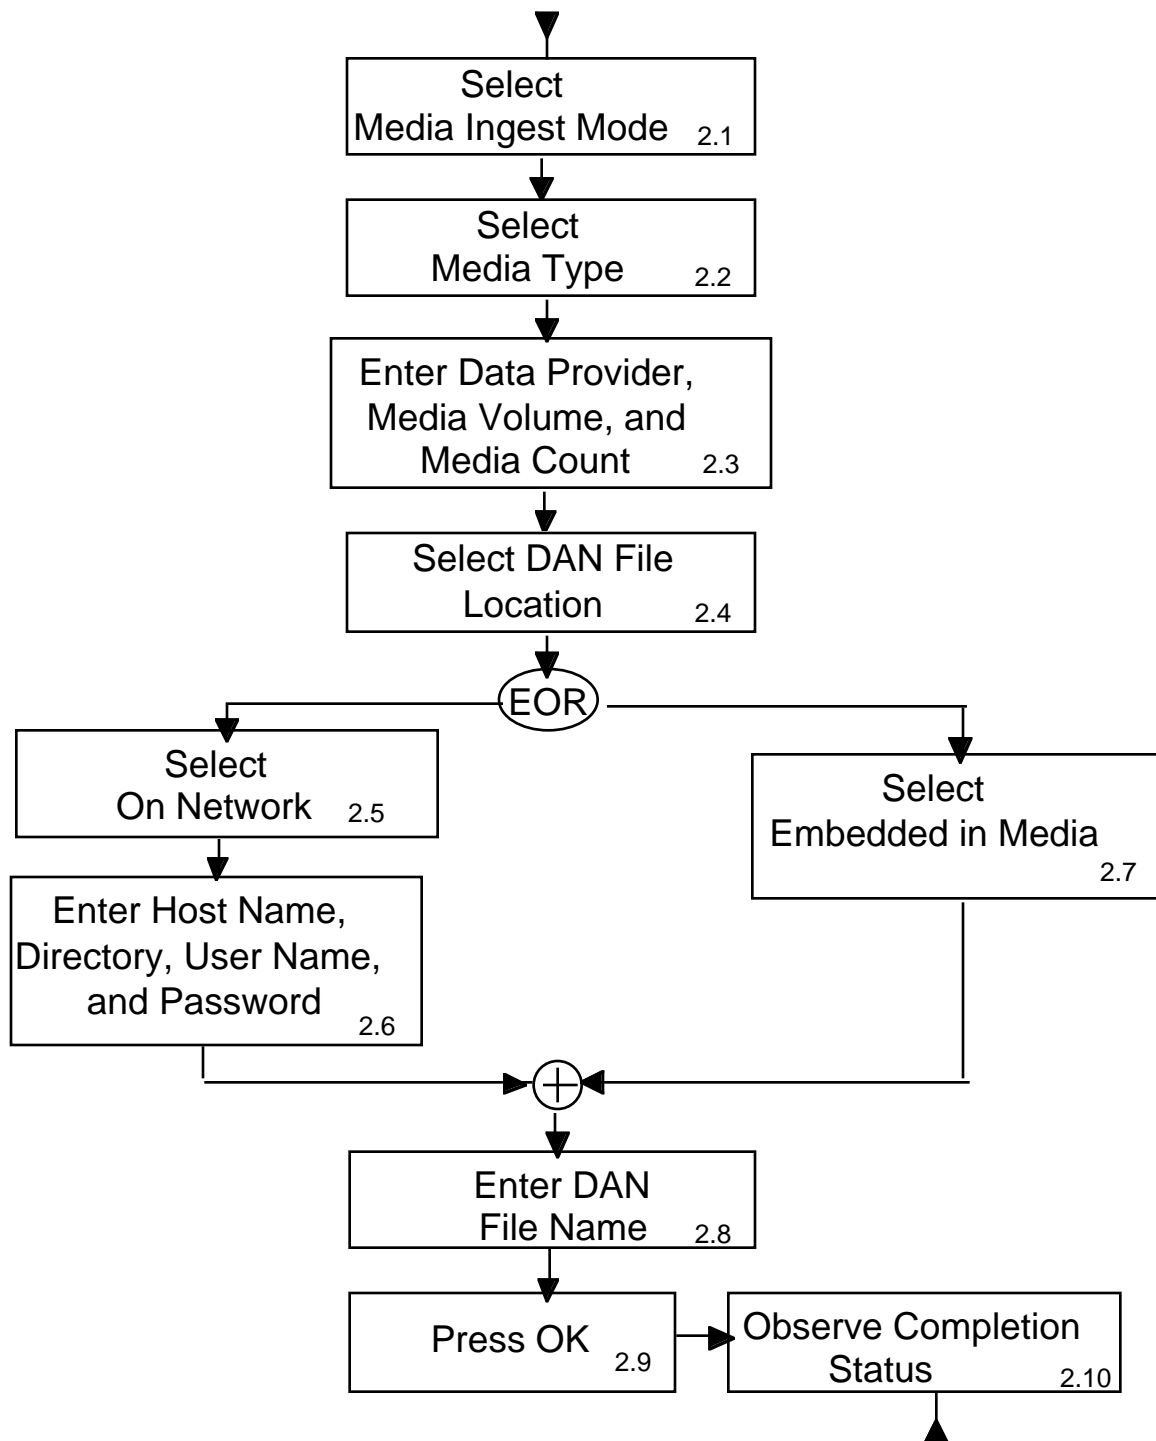 Select
Media Ingest Mode 2.1
Select
Media Type 2.2
Enter Data Provider,
Media Volume, and
Media Count 2.3
Select DAN File
Location 2.4
EOR
Select
On Network 2.5
Select
Embedded in Media
2.7
Enter Host Name,
Directory, User Name,
and Password
2.6
Enter DAN
File Name 2.8
Press OK 2.9
Observe Completion
Status 2.10